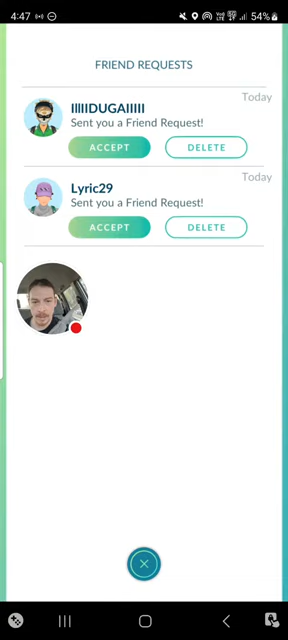 4:47
54%
FRIEND REQUESTS
Today
Sent you a Friend Request!
ACCEPT
DELETE
Today
Lyric29
Sent you a Friend Request!
ACCEPT
DELETE